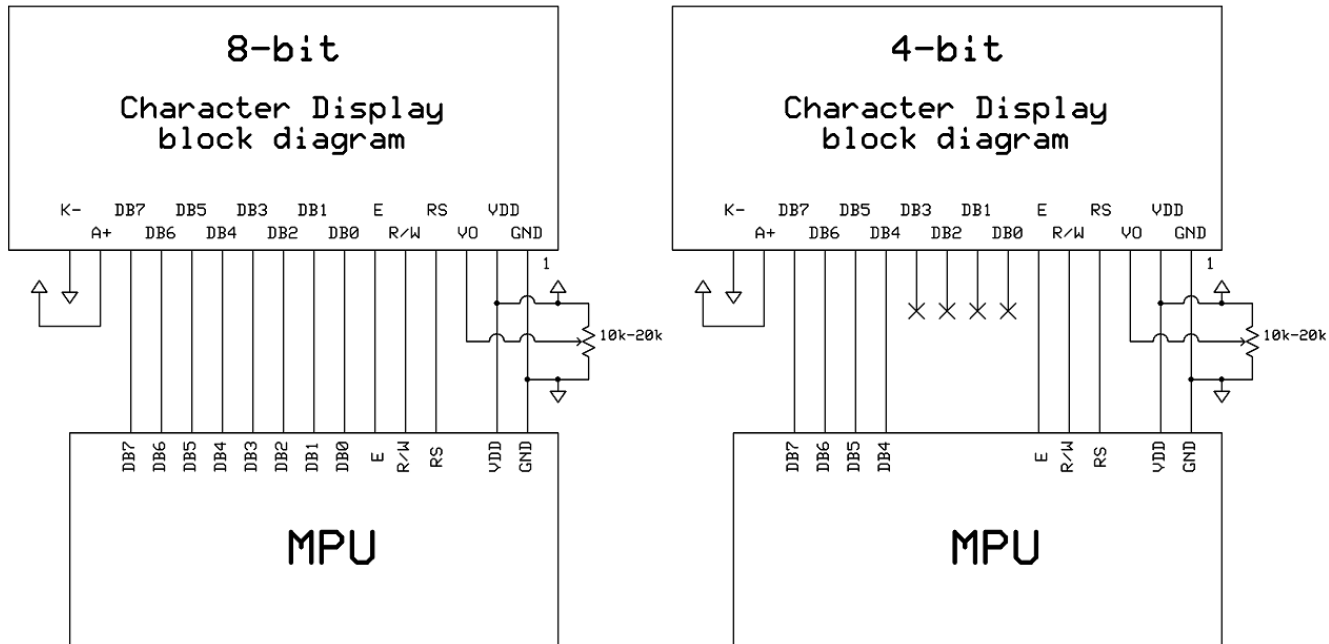 8-bit
Character Display
block diagram
K- DB7 DB5 DB3 DB1 E RS VDD
A+ DB6 DB4 DB2 DB0 R/W VO GND
1
10k-20k
DB7 DB6 DB5 DB4 DB3 DB2 DB1 DB0 E R/W RS VDD GND
MPU
4-bit
Character Display
block diagram
K- DB7 DB5 DB3 DB1 E RS VDD
A+ DB6 DB4 DB2 DB0 R/W VO GND
1
10k-20k
DB7 DB6 DB5 DB4 E R/W RS VDD GND
MPU